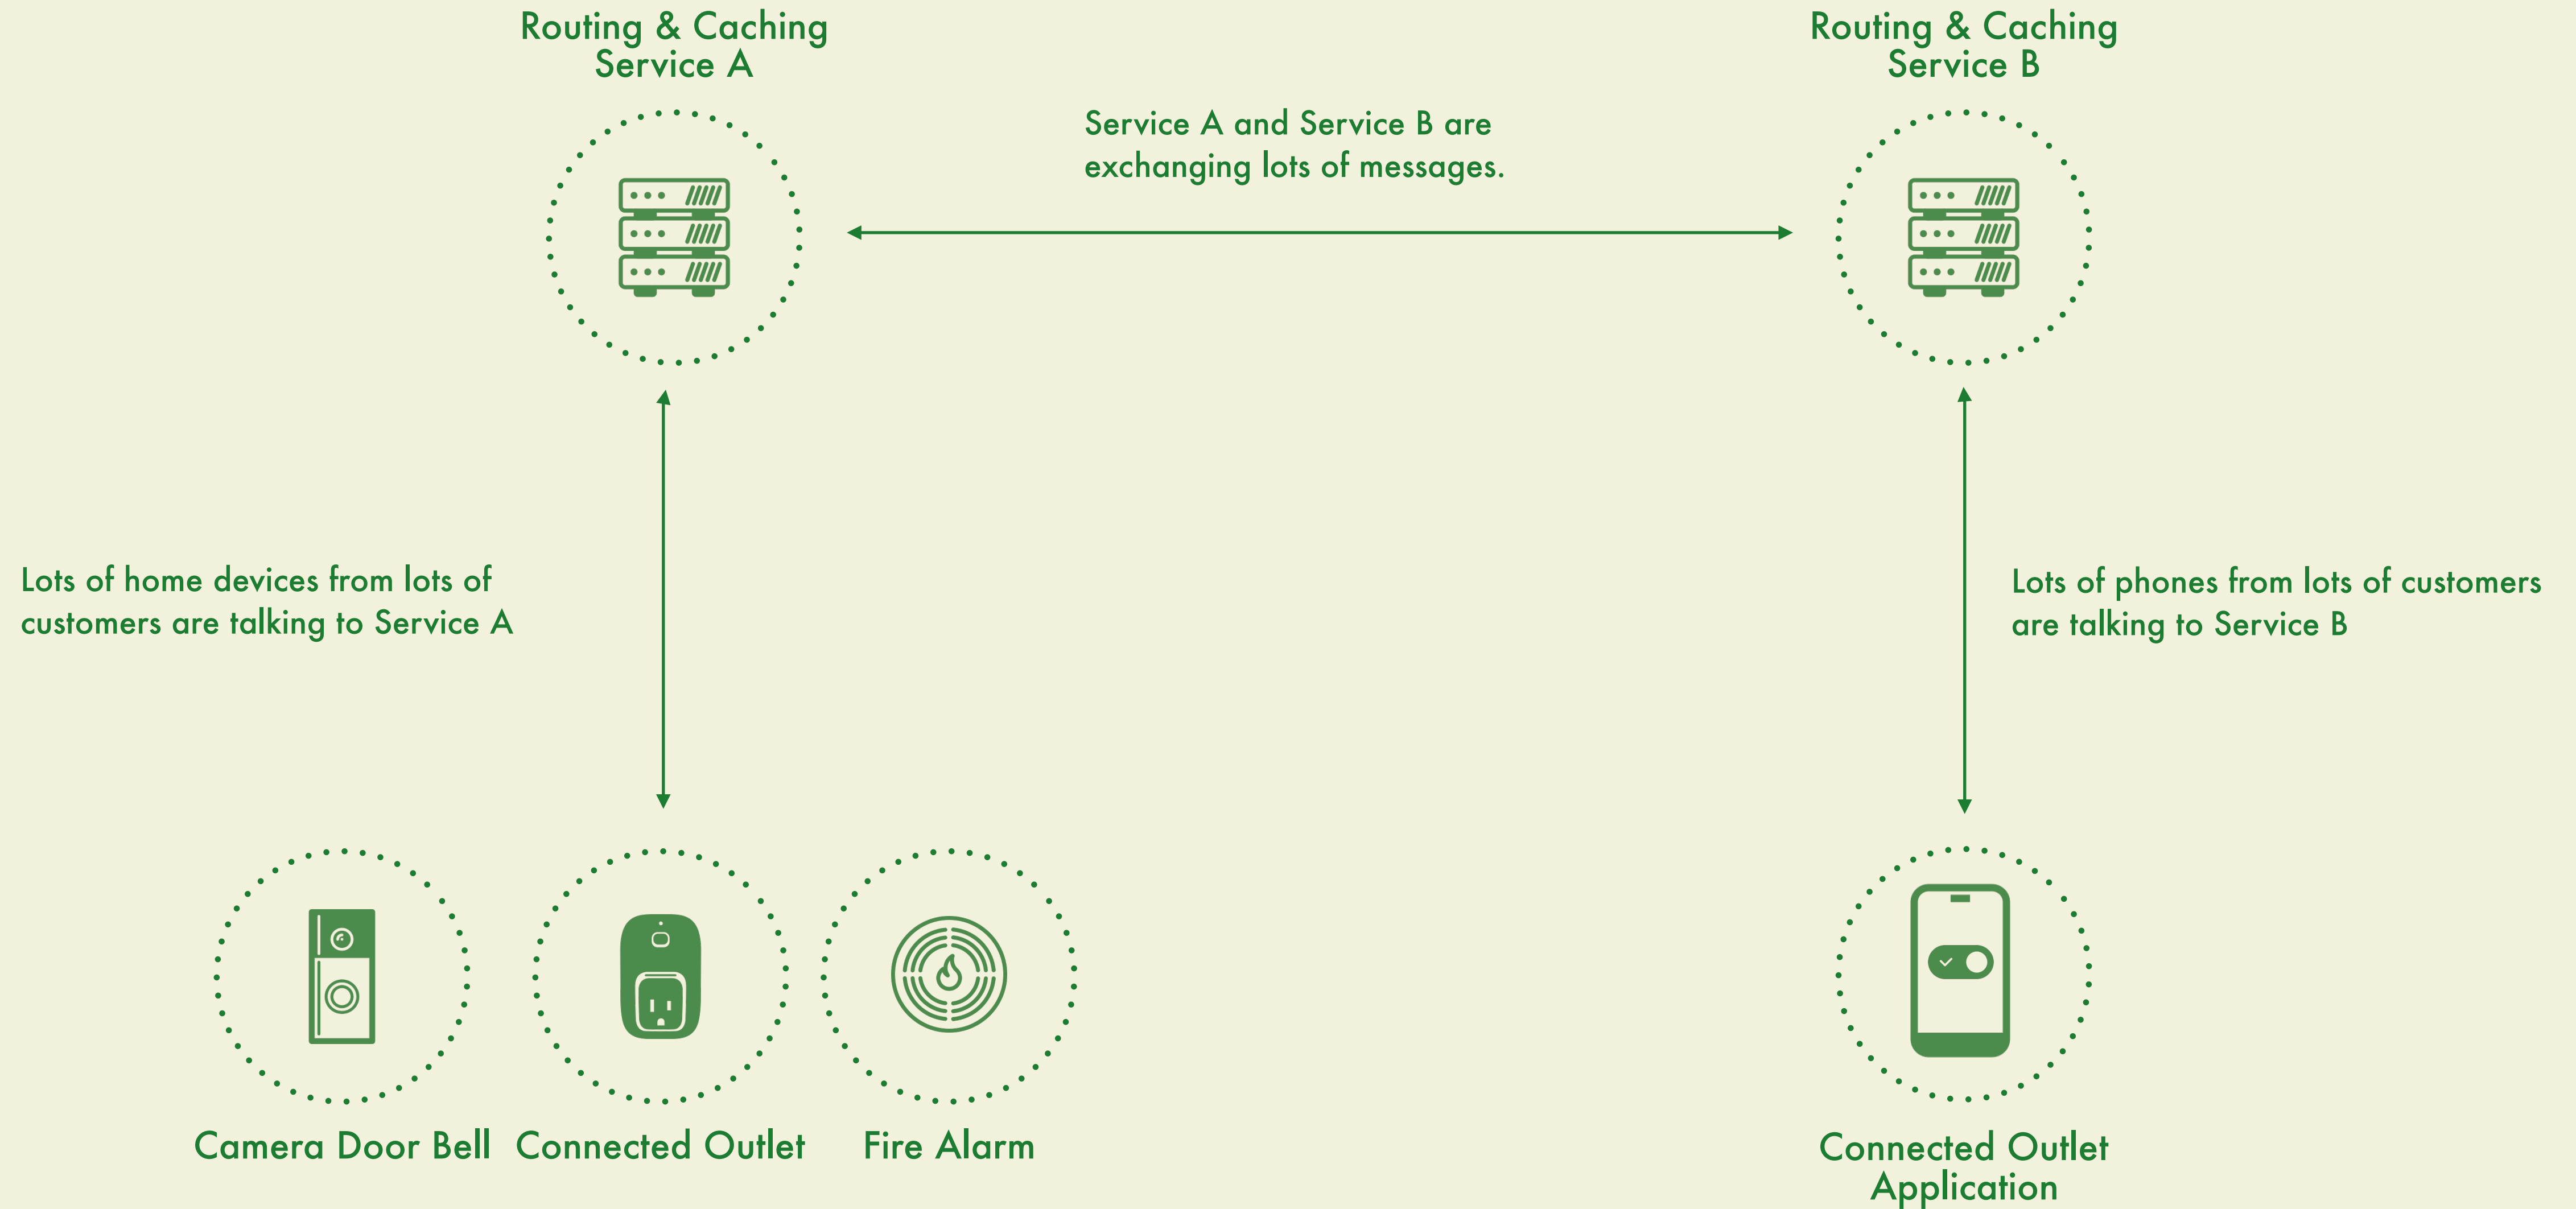 Routing & Caching
Service A
Routing & Caching
Service B
Service A and Service B are
exchanging lots of messages.
Lots of home devices from lots of
customers are talking to Service A
Lots of phones from lots of customers
are talking to Service B
Camera Door Bell
Connected Outlet
Fire Alarm
Connected Outlet
Application